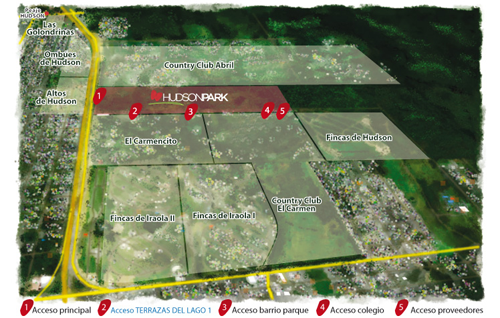 PEAJE
HUDSON
Las
Golondrinas
Ombues
de Hudson
Country Club Abril
Altos
de Hudson
1
HUDSONPARK
2
3
4
5
El Carmencito
Fincas de Hudson
Fincas de Iraola II
Fincas de Iraola I
Country Club
El Carmen
1 Acceso principal 2 Acceso TERRAZAS DEL LAGO 1 3 Acceso barrio parque 4 Acceso colegio 5 Acceso proveedores